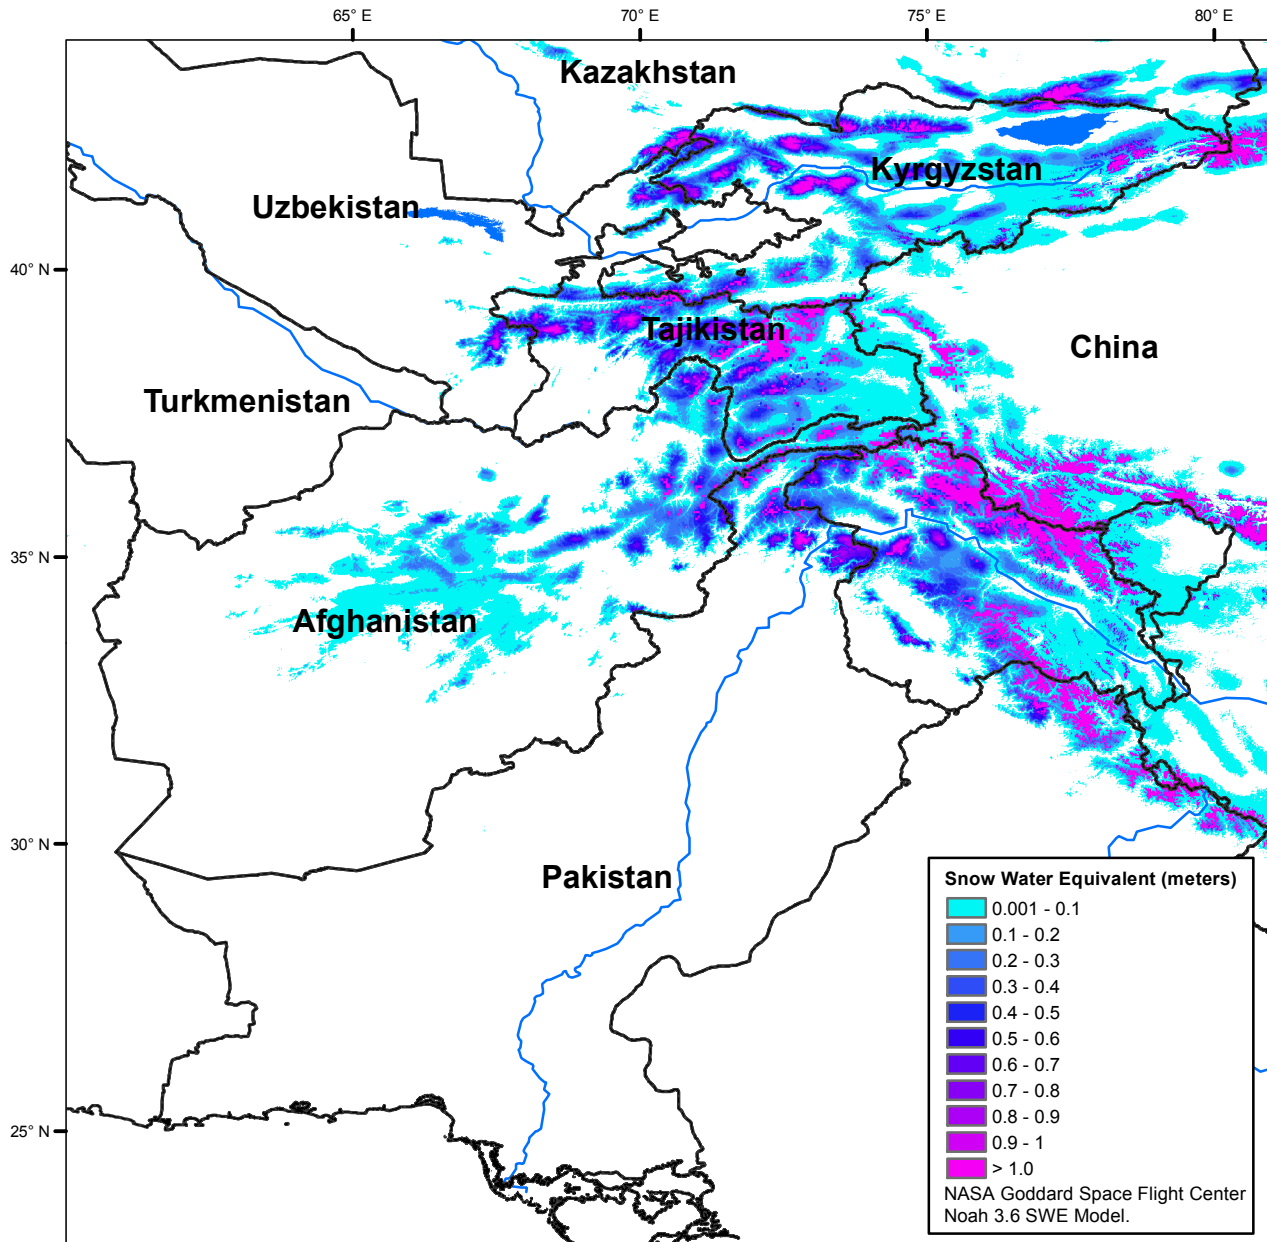 65° E
70° E
75° E
80° E
Kazakhstan
Kyrgyzstan
Uzbekistan
40° N
Tajikistan
China
Turkmenistan
35° N
Afghanistan
30° N
Pakistan
25° N
Snow Water Equivalent (meters)
0.001 - 0.1
0.1 - 0.2
0.2 - 0.3
0.3 - 0.4
0.4 - 0.5
0.5 - 0.6
0.6 - 0.7
0.7 - 0.8
0.8 - 0.9
0.9 - 1
> 1.0
NASA Goddard Space Flight Center
Noah 3.6 SWE Model.